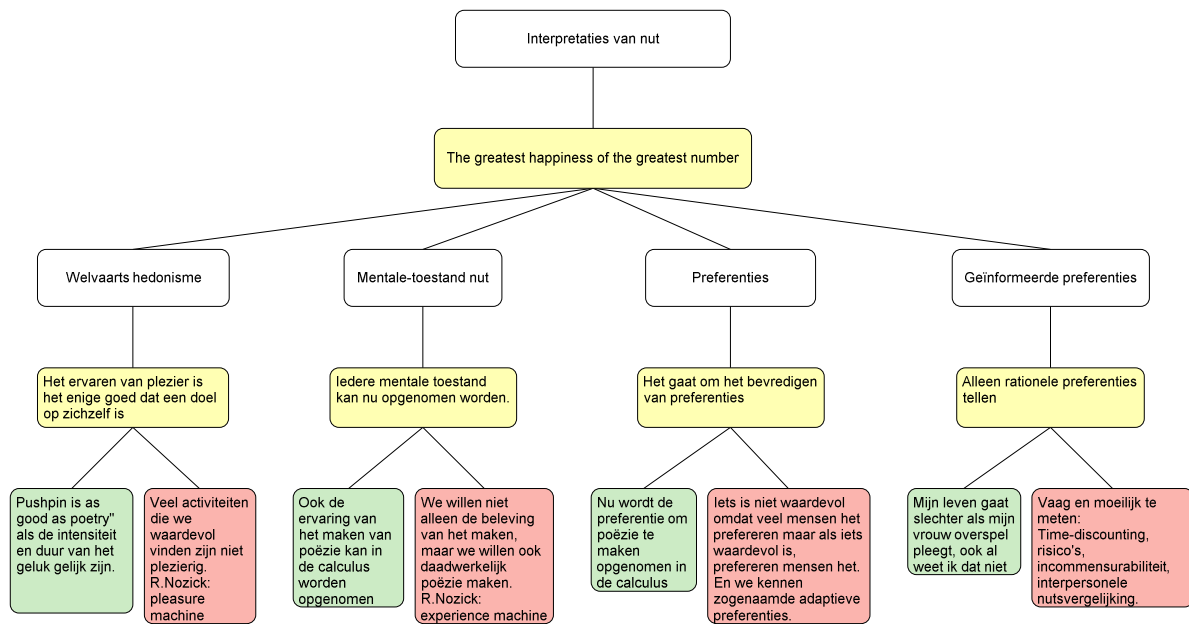 Interpretaties van nut
The greatest happiness of the greatest number
Welvaarts hedonisme
Mentale-toestand nut
Preferenties
Geïnformeerde preferenties
Het ervaren van plezier is
het enige goed dat een doel
op zichzelf is
Iedere mentale toestand
kan nu opgenomen worden.
Het gaat om het bevredigen
van preferenties
Alleen rationele preferenties
tellen
Pushpin is as
good as poetry"
als de intensiteit
en duur van het
geluk gelijk zijn.
Veel activiteiten
die we
waardevol
vinden zijn niet
plezierig.
R.Nozick:
pleasure
machine
Ook de
ervaring van
het maken van
poëzie kan in
de calculus
worden
opgenomen
We willen niet
alleen de beleving
van het maken,
maar we willen ook
daadwerkelijk
poëzie maken.
R.Nozick:
experience machine
Nu wordt de
preferentie om
poëzie te
maken
opgenomen in
de calculus
Iets is niet waardevol
omdat veel mensen het
prefereren maar als iets
waardevol is,
prefereren mensen het.
En we kennen
zogenaamde adaptieve
preferenties.
Mijn leven gaat
slechter als mijn
vrouw overspel
pleegt, ook al
weet ik dat niet
Vaag en moeilijk te
meten:
Time-discounting,
risico's,
incommensurabiliteit,
interpersonele
nutsvergelijking.